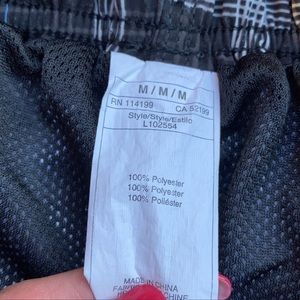 M / M / M
RN 114199 CA 52199
Style/Style/Estilo
L102554
100% Polyester
100% Polyester
100% Poliéster
MADE IN CHINA